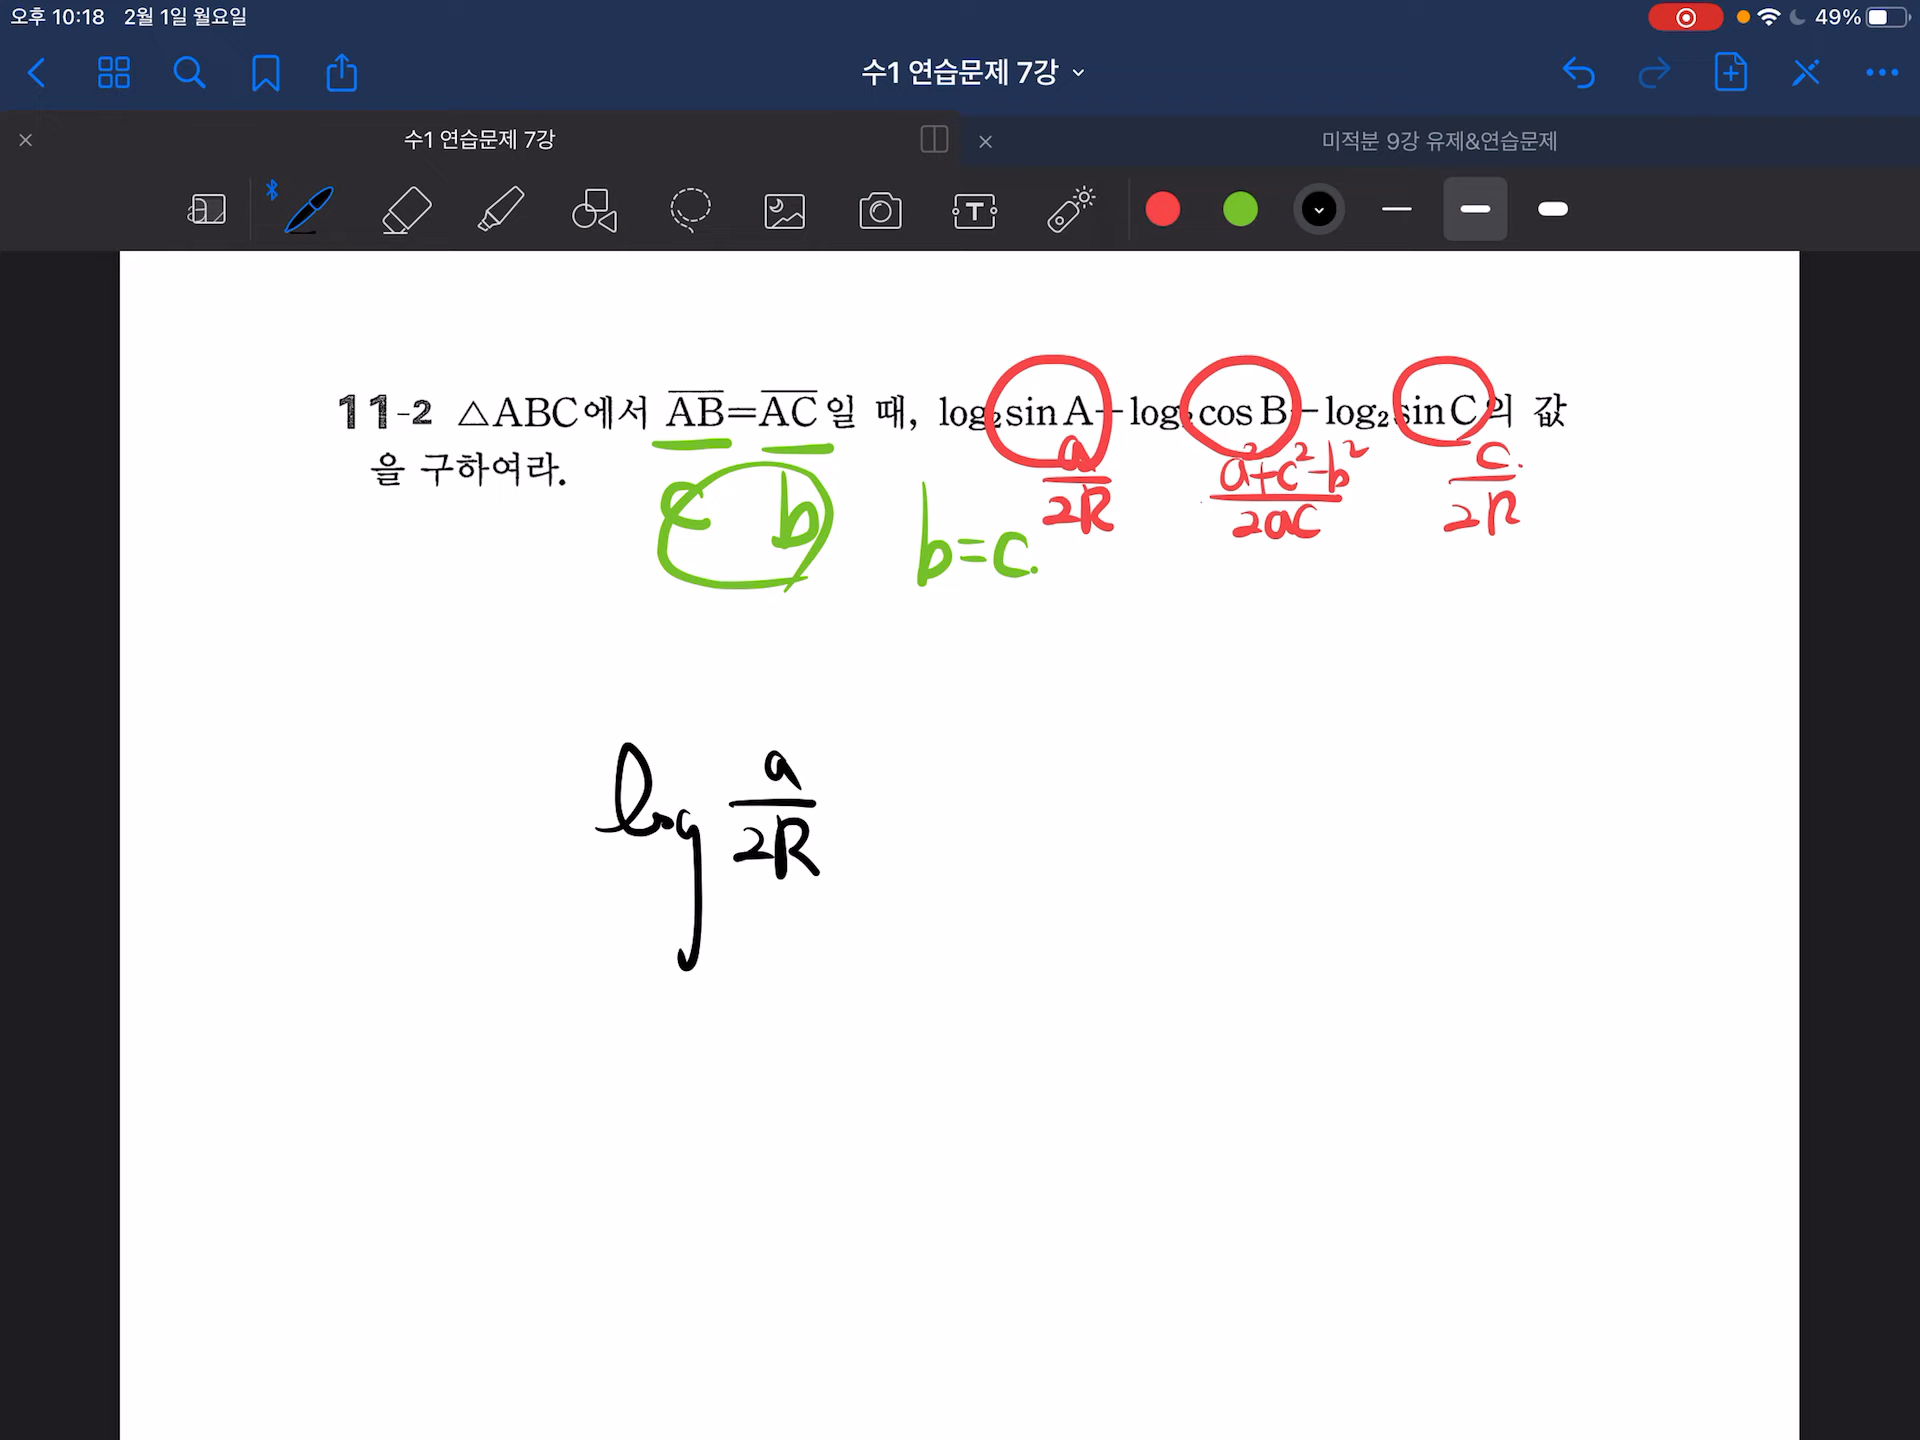 오후 10:18 2월 1일 월요일 49%
수1 연습문제 7강
수1 연습문제 7강 미적분 9강 유제&연습문제
T
11-2 △ABC에서 AB=AC일 때, log₂sin A-log₂cos B-log₂sin C의 값
을 구하여라.
c b
b=c.
a/2R
a²+c²-b²/2ac
c/2R
log a/2R